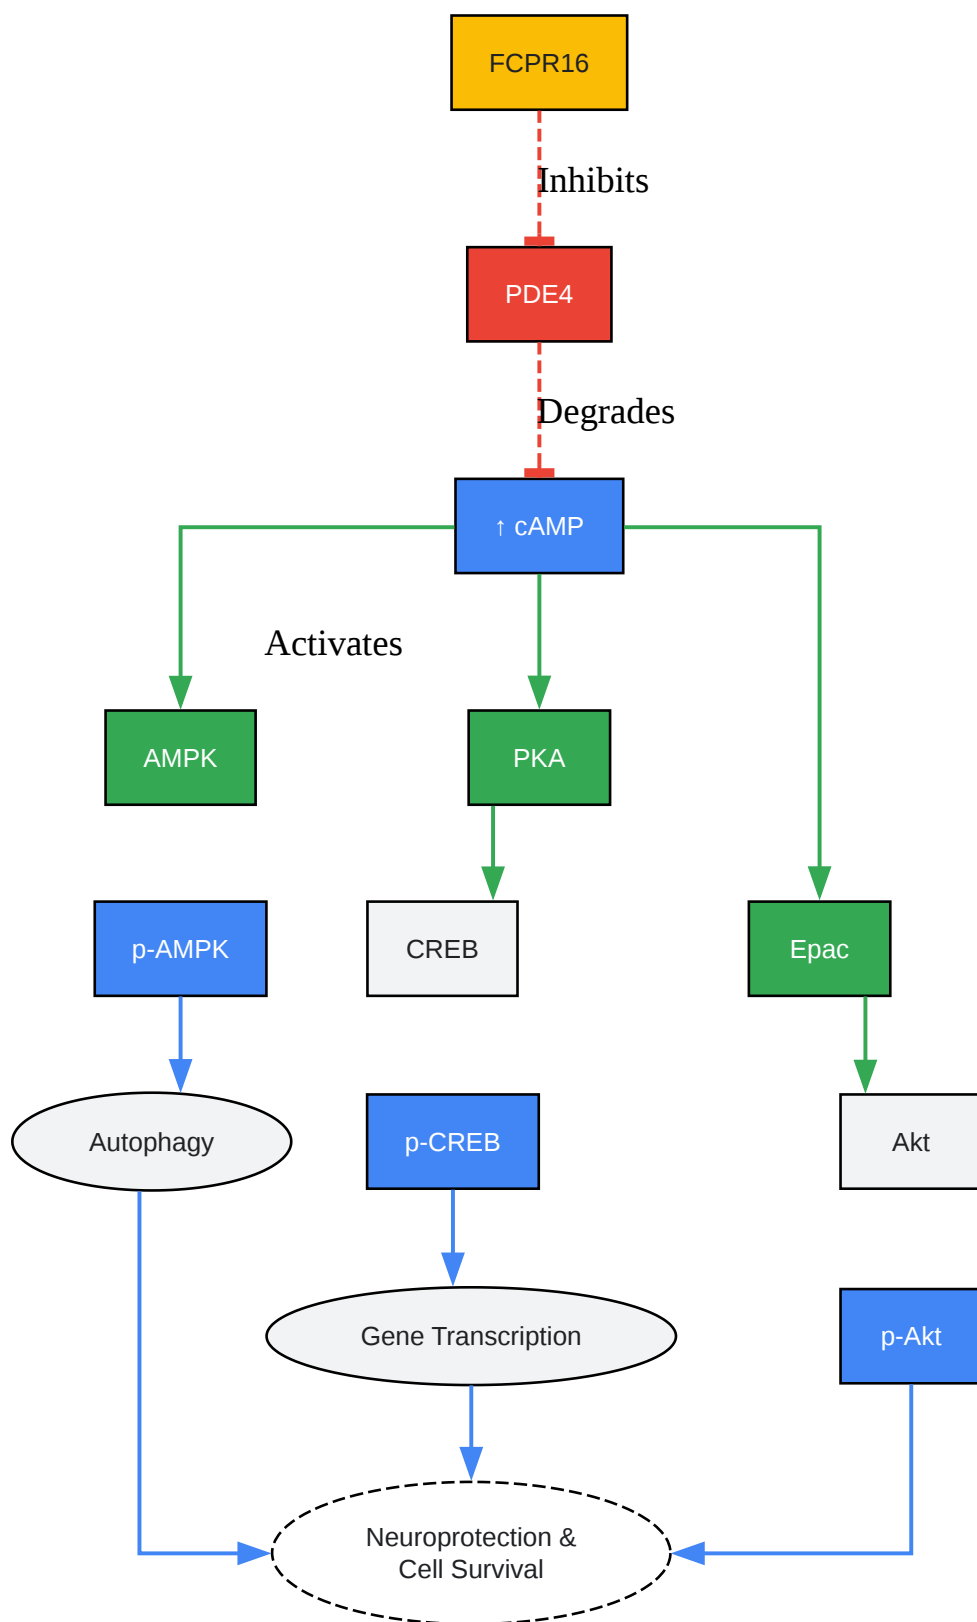 FCPR16
Inhibits
PDE4
Degrades
↑ cAMP
Activates
AMPK
PKA
p-AMPK
CREB
Epac
Autophagy
p-CREB
Akt
Gene Transcription
p-Akt
Neuroprotection &
Cell Survival